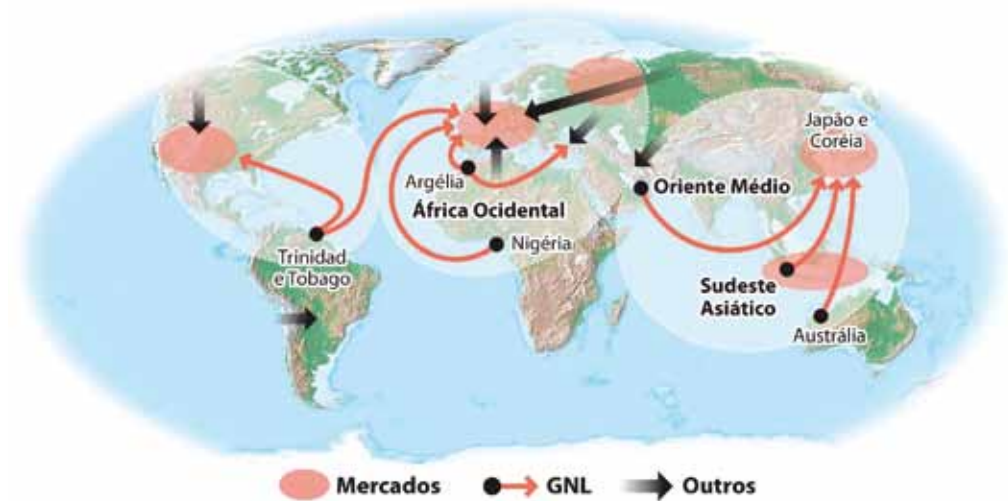 Japão e
Coréia
Argélia
Oriente Médio
África Ocidental
Nigéria
Trinidad
e Tobago
Sudeste
Asiático
Austrália
Mercados
GNL
Outros